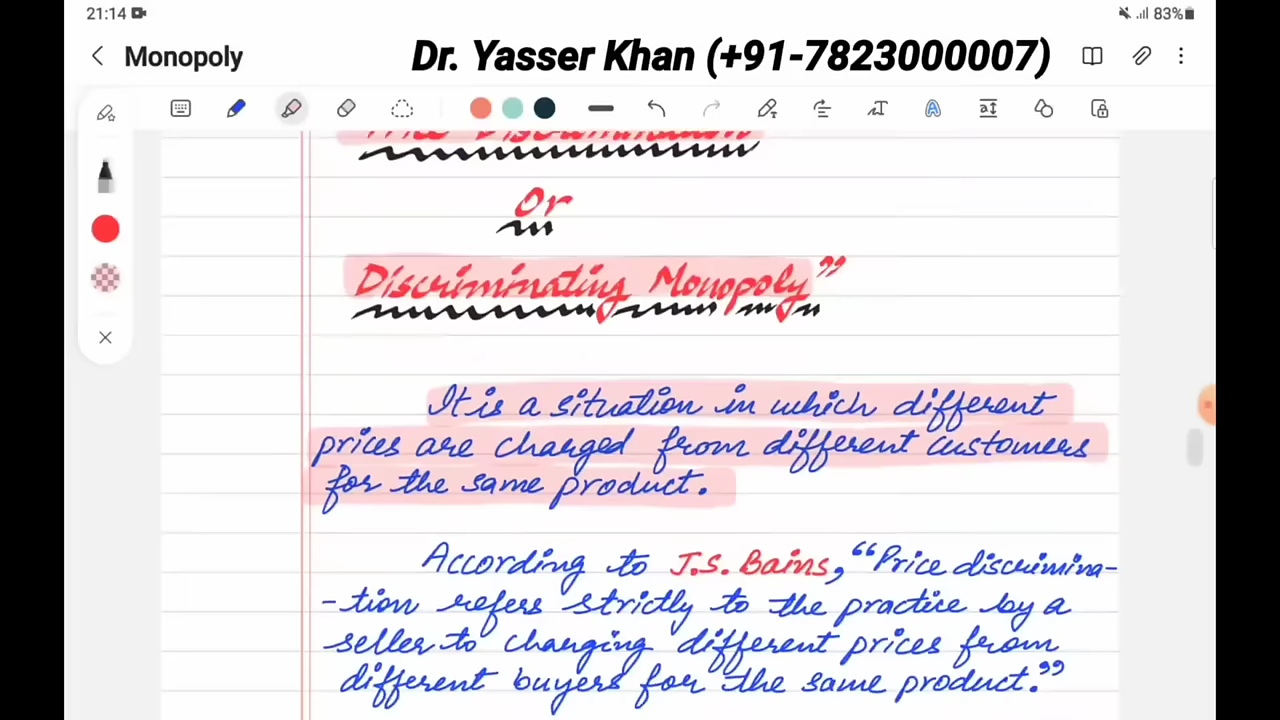 21:14
83%
Monopoly
Dr. Yasser Khan (+91-7823000007)
Price Discrimination
Or
Discriminating Monopoly”
It is a situation in which different
prices are charged from different customers
for the same product.
According to J.S. Bains, “Price discrimina-
-tion refers strictly to the practice by a
seller to charging different prices from
different buyers for the same product.”